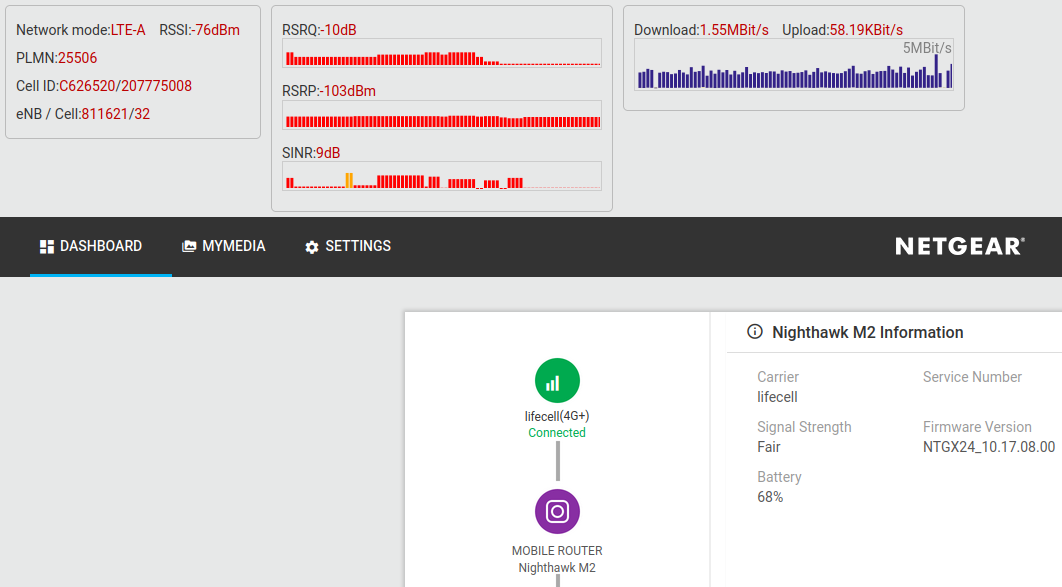 Network mode:LTE-A RSSI:-76dBm
PLMN:25506
Cell ID:C626520/207775008
eNB / Cell:811621/32
RSRQ:-10dB
RSRP:-103dBm
SINR:9dB
Download:1.55MBit/s Upload:58.19KBit/s
5MBit/s
DASHBOARD MYMEDIA SETTINGS NETGEAR®
lifecell(4G+)
Connected
MOBILE ROUTER
Nighthawk M2
Nighthawk M2 Information
Carrier Service Number
lifecell
Signal Strength Firmware Version
Fair NTGX24_10.17.08.00
Battery
68%